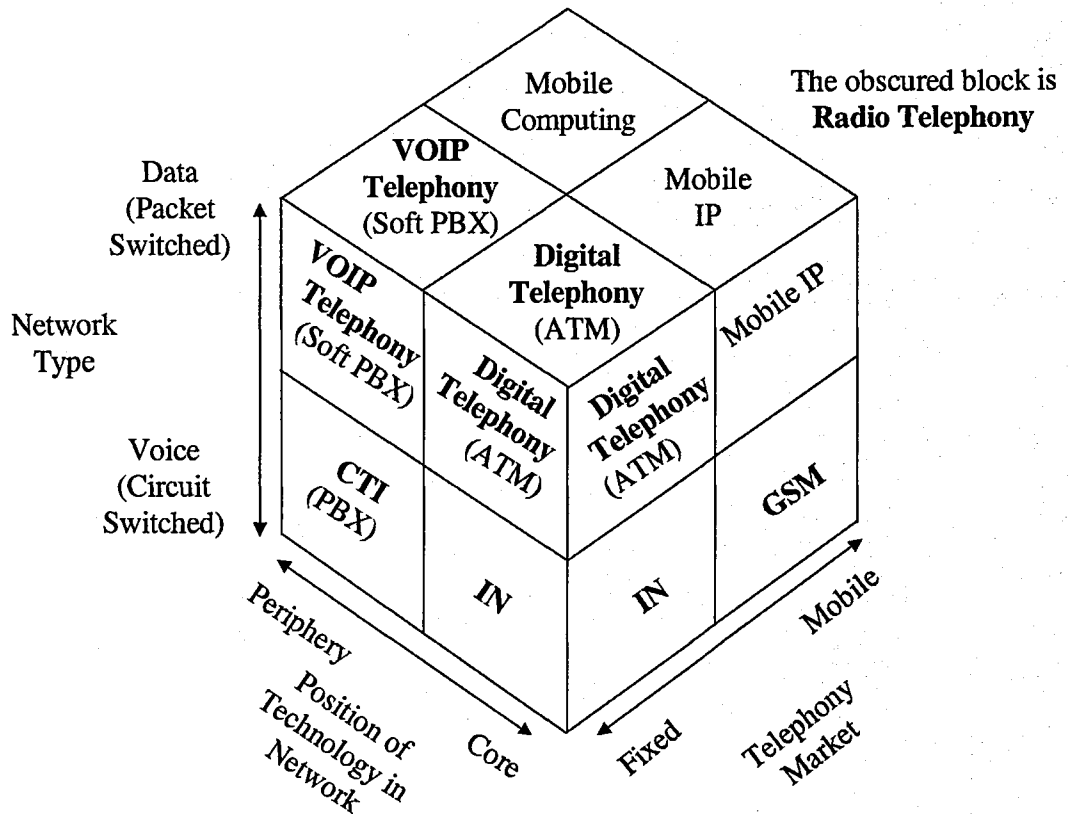 Mobile
Computing
The obscured block is
Radio Telephony
VOIP
Telephony
(Soft PBX)
Mobile
IP
Data
(Packet
Switched)
Digital
Telephony
(ATM)
VOIP
Telephony
(Soft PBX)
Mobile IP
Network
Type
Digital
Telephony
(ATM)
Digital
Telephony
(ATM)
Voice
(Circuit
Switched)
CTI
(PBX)
GSM
IN
IN
Periphery
Mobile
Position of
Technology in
Network
Core
Fixed
Telephony
Market